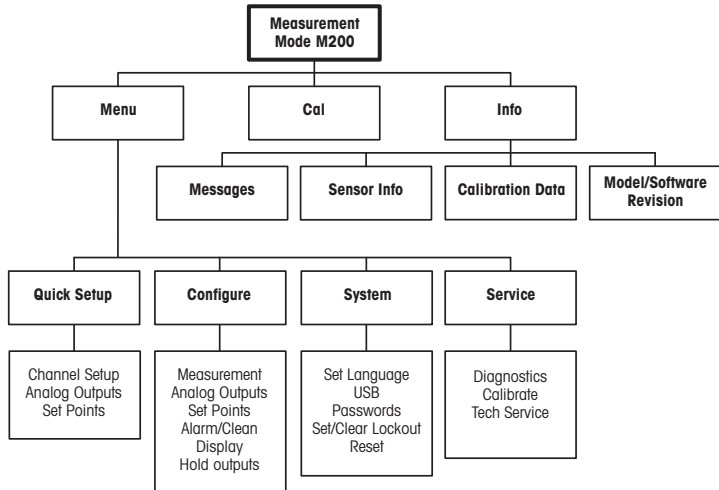 Measurement
Mode M200
Menu
Cal
Info
Messages
Sensor Info
Calibration Data
Model/Software
Revision
Quick Setup
Configure
System
Service
Channel Setup
Analog Outputs
Set Points
Measurement
Analog Outputs
Set Points
Alarm/Clean
Display
Hold outputs
Set Language
USB
Passwords
Set/Clear Lockout
Reset
Diagnostics
Calibrate
Tech Service